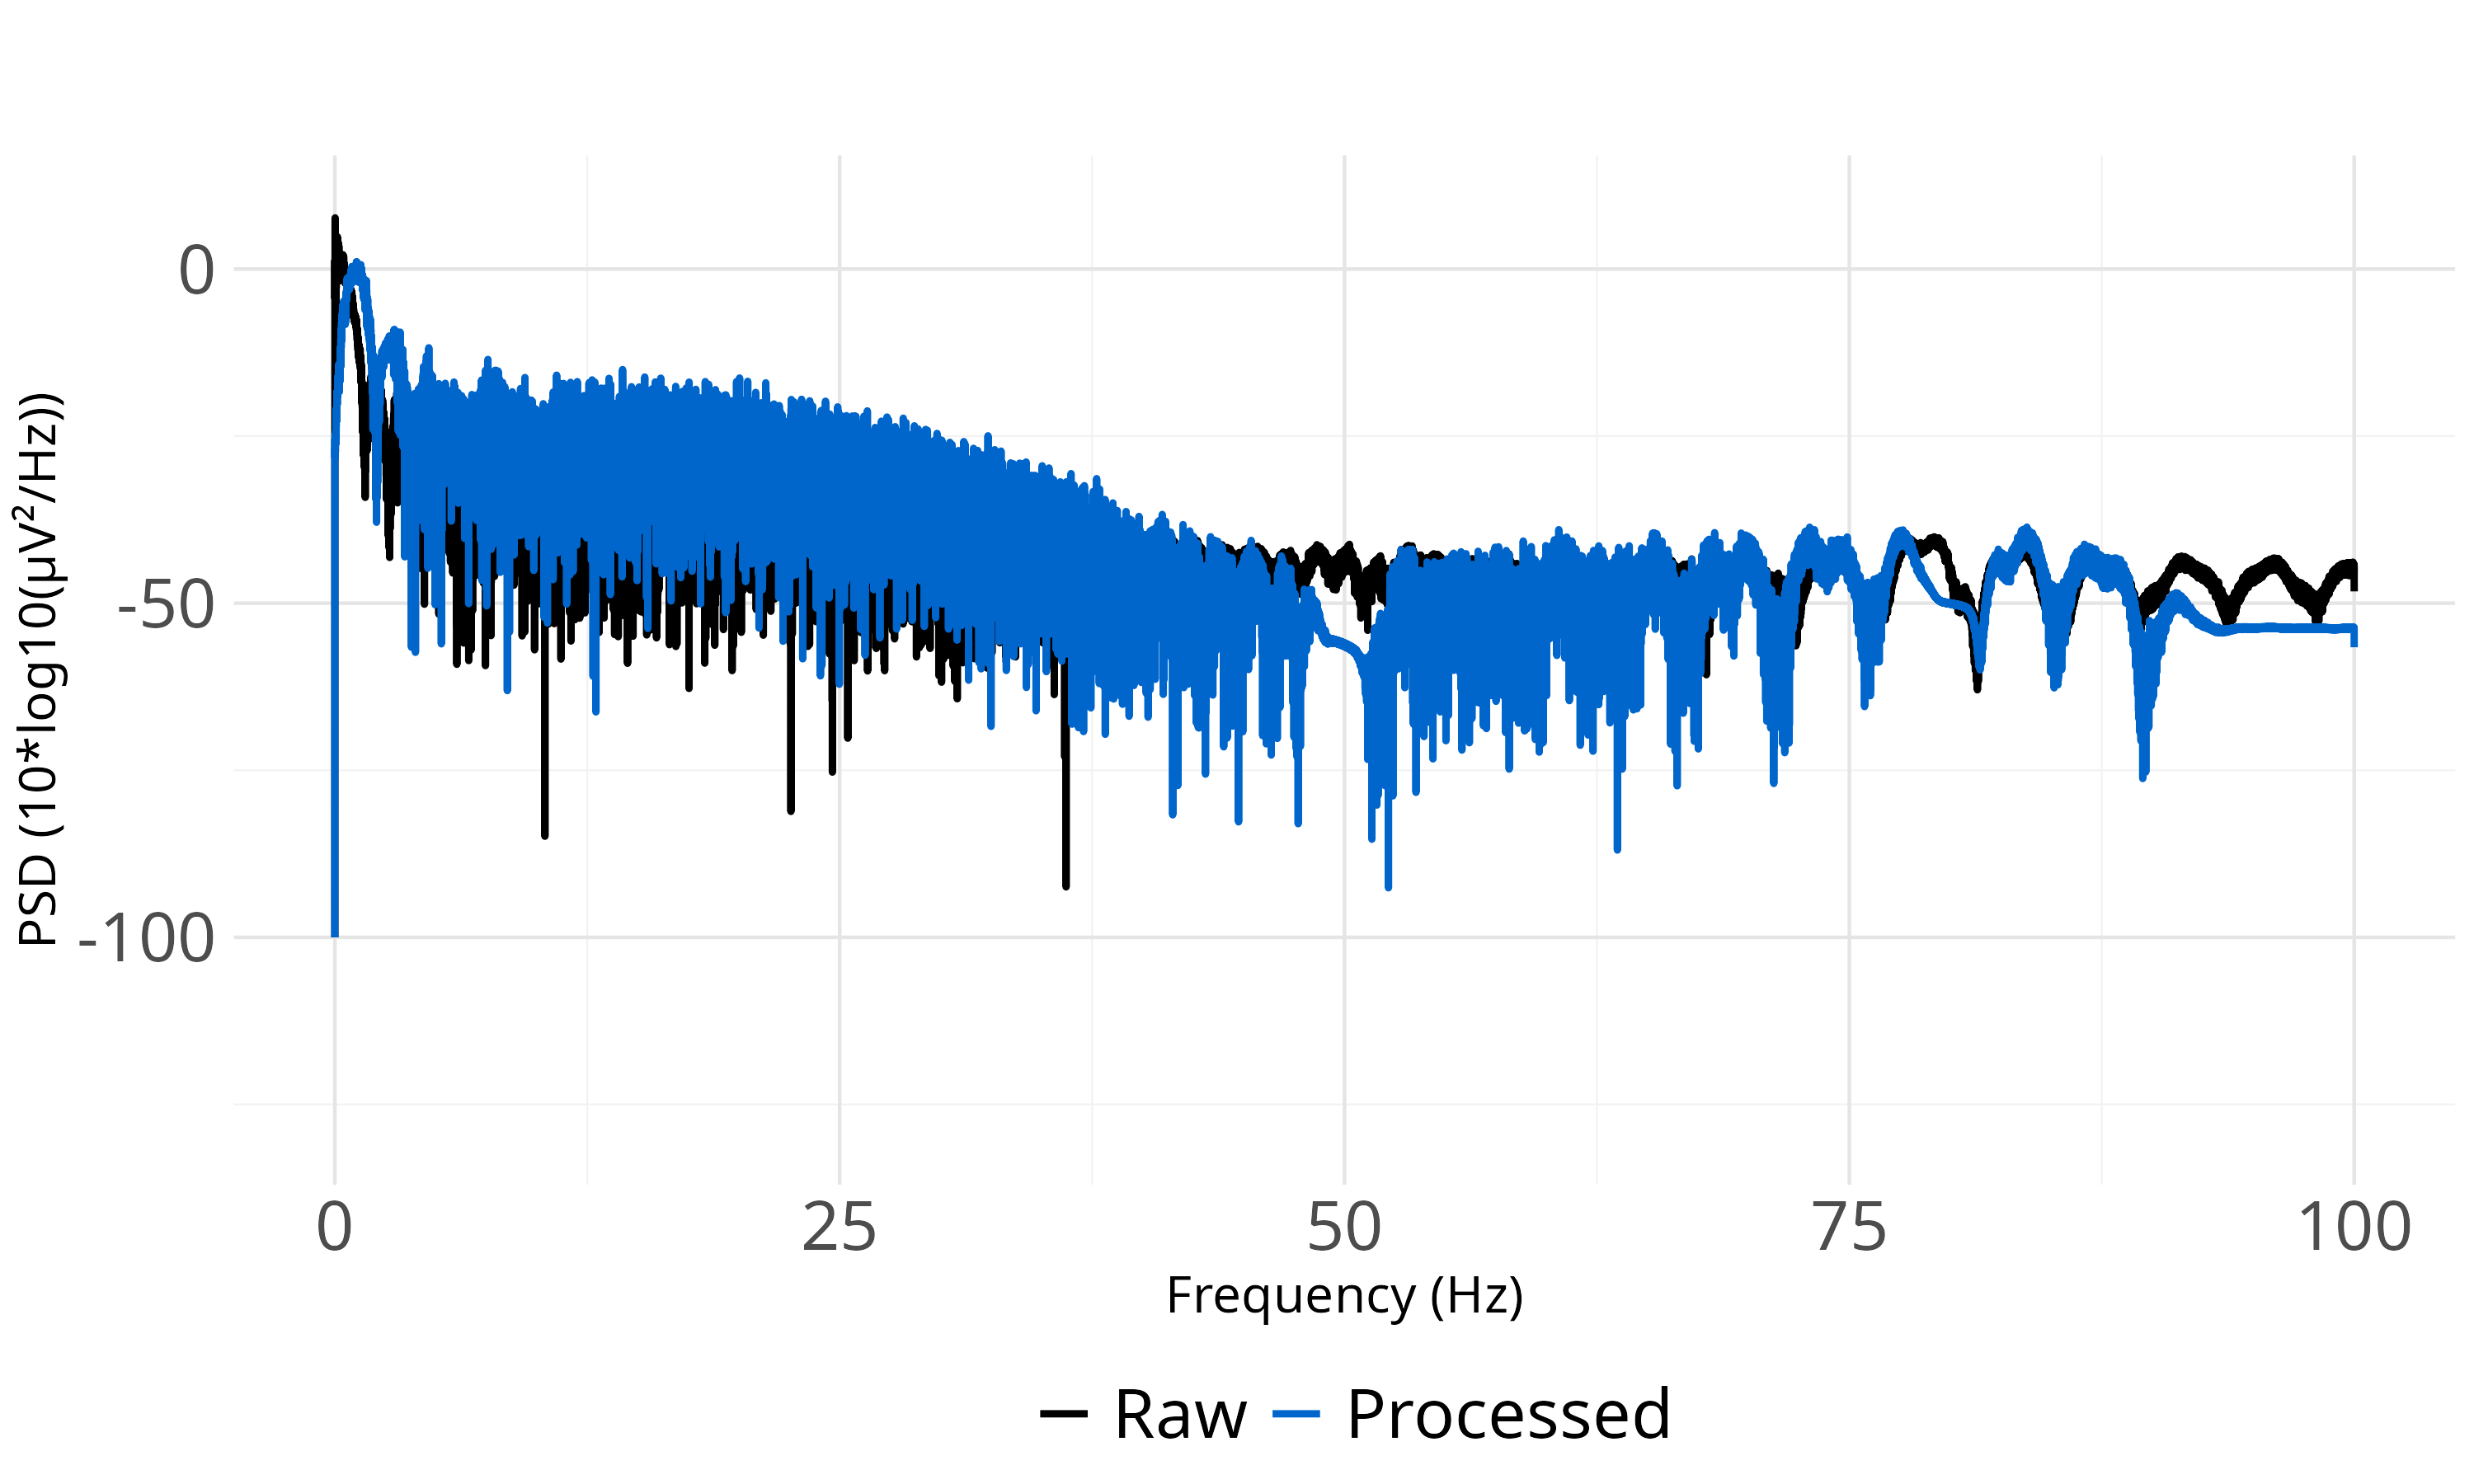 PSD (10*log10(µV²/Hz)))
0
-50
-100
0 25 50 75 100
Frequency (Hz)
Raw Processed